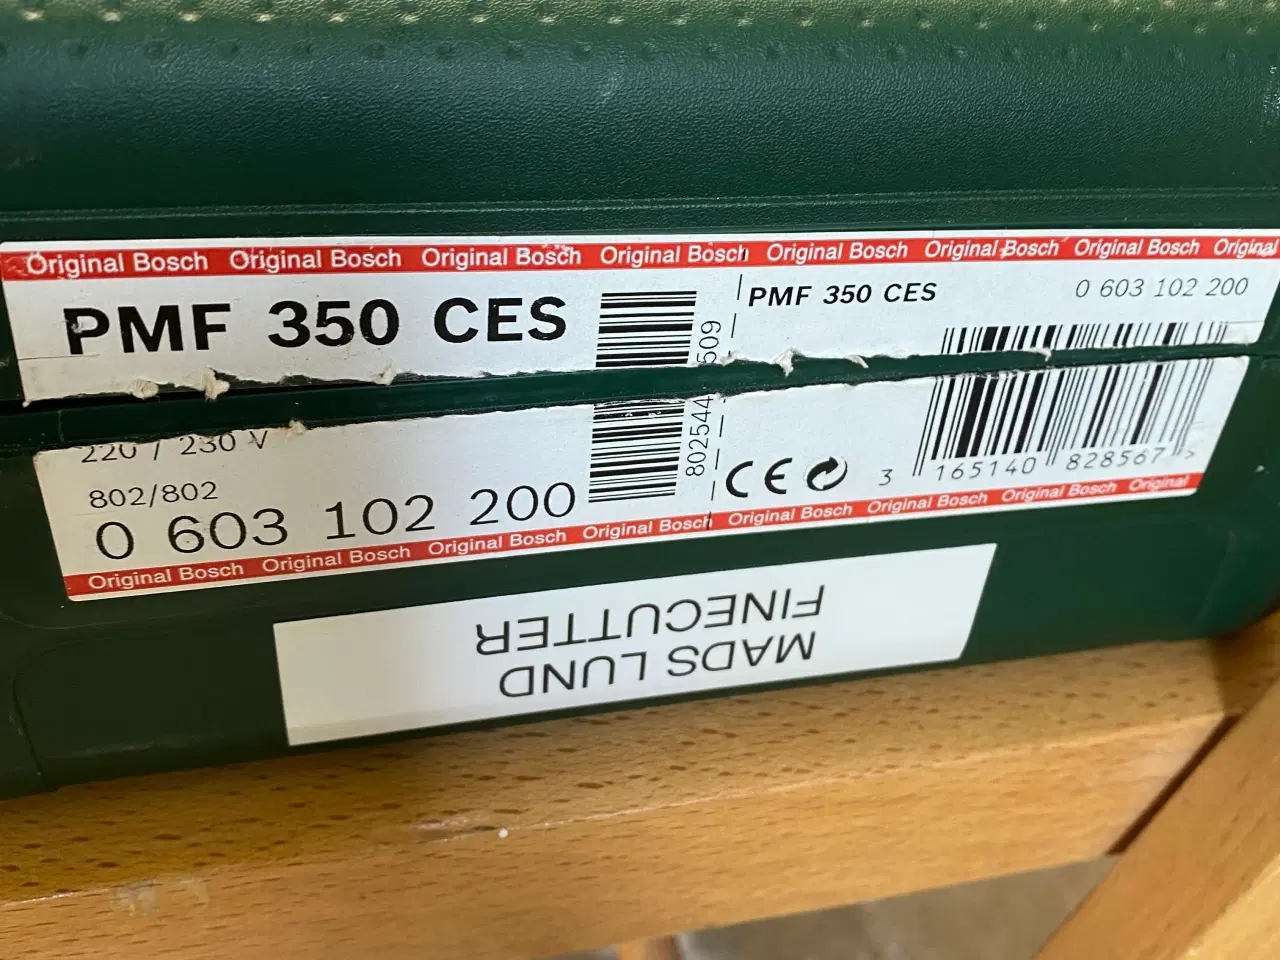 Original Bosch Original Bosch Original Bosch Original Bosch Original Bosch Original Bosch Original Bosch Original
PMF 350 CES
PMF 350 CES
0 603 102 200
220 / 230 V
802/802
0 603 102 200
802544 509
CE
3 165140 828567 >
Original Bosch Original Bosch Original Bosch Original Bosch Original Bosch Original Bosch Original Bosch Original
MADS LUND
FINECUTTER